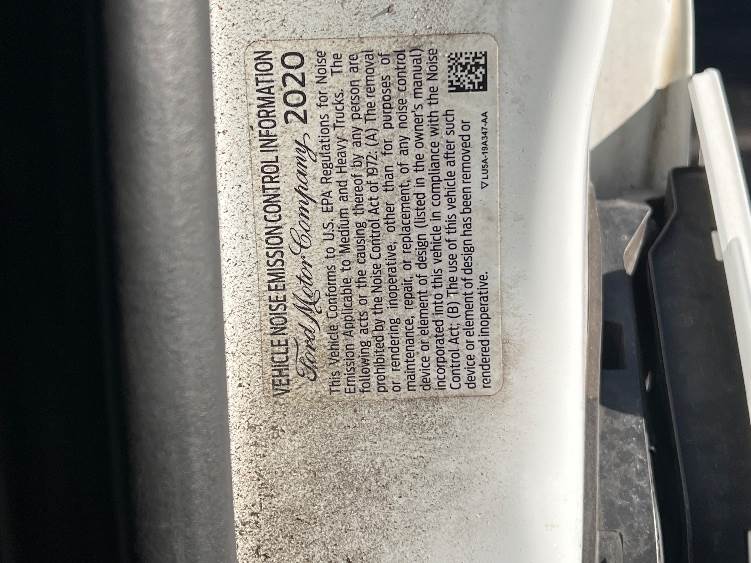 VEHICLE NOISE EMISSION CONTROL INFORMATION
Ford Motor Company 2020
This Vehicle Conforms to U.S. EPA Regulations for Noise
Emission Applicable to Medium and Heavy Trucks. The
following acts or the causing thereof by any person are
prohibited by the Noise Control Act of 1972: (A) The removal
or rendering inoperative, other than for purposes of
maintenance, repair, or replacement, of any noise control
device or element of design (listed in the owner's manual)
incorporated into this vehicle in compliance with the Noise
Control Act; (B) The use of this vehicle after such
device or element of design has been removed or
rendered inoperative.
▽LU5A-19A347-AA